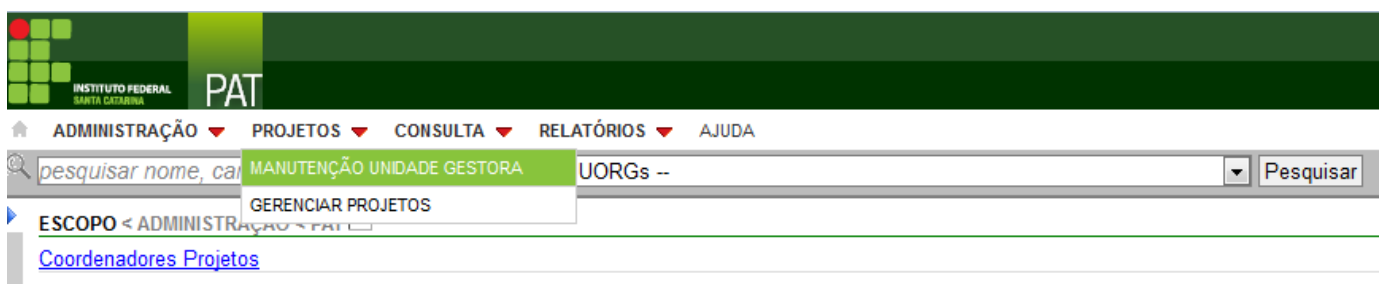 INSTITUTO FEDERAL
SANTA CATARINA
PAT
ADMINISTRAÇÃO PROJETOS CONSULTA RELATÓRIOS AJUDA
pesquisar nome, UORGs -- Pesquisar
MANUTENÇÃO UNIDADE GESTORA
GERENCIAR PROJETOS
ESCOPO < ADMINISTRAÇÃO < PAT
Coordenadores Projetos